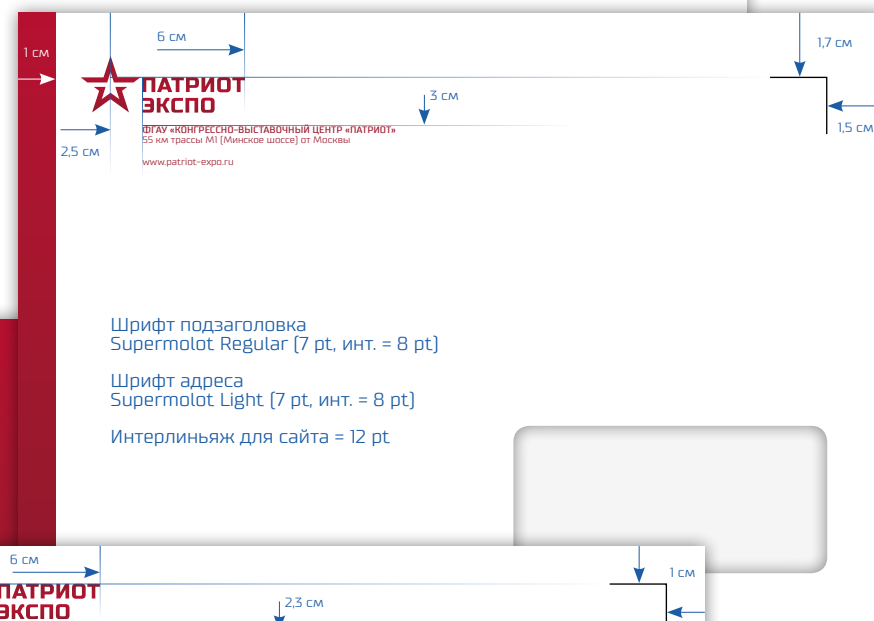 6 см
1 см
1,7 см
ПАТРИОТ
ЭКСПО
3 см
1,5 см
ФГАУ «КОНГРЕССНО-ВЫСТАВОЧНЫЙ ЦЕНТР «ПАТРИОТ»
55 км трассы М1 (Минское шоссе) от Москвы
2,5 см
www.patriot-expo.ru
Шрифт подзаголовка
Supermolot Regular (7 pt, инт. = 8 pt)
Шрифт адреса
Supermolot Light (7 pt, инт. = 8 pt)
Интерлиньяж для сайта = 12 pt
6 см
1 см
ПАТРИОТ
ЭКСПО
2,3 см